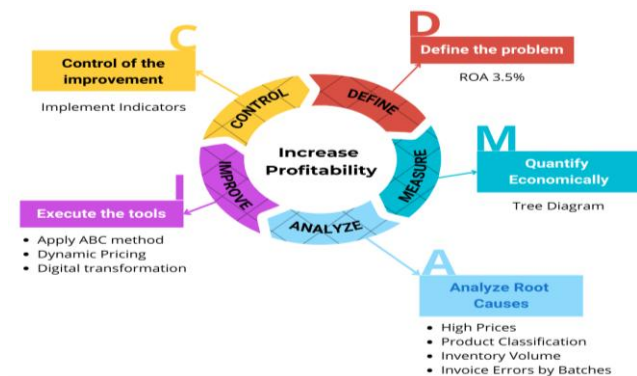 D
Define the problem
ROA 3.5%
M
Quantify
Economically
Tree Diagram
A
Analyze Root
Causes
• High Prices
• Product Classification
• Inventory Volume
• Invoice Errors by Batches
I
Execute the tools
• Apply ABC method
• Dynamic Pricing
• Digital transformation
C
Control of the
improvement
Implement Indicators
DEFINE
MEASURE
ANALYZE
IMPROVE
CONTROL
Increase
Profitability